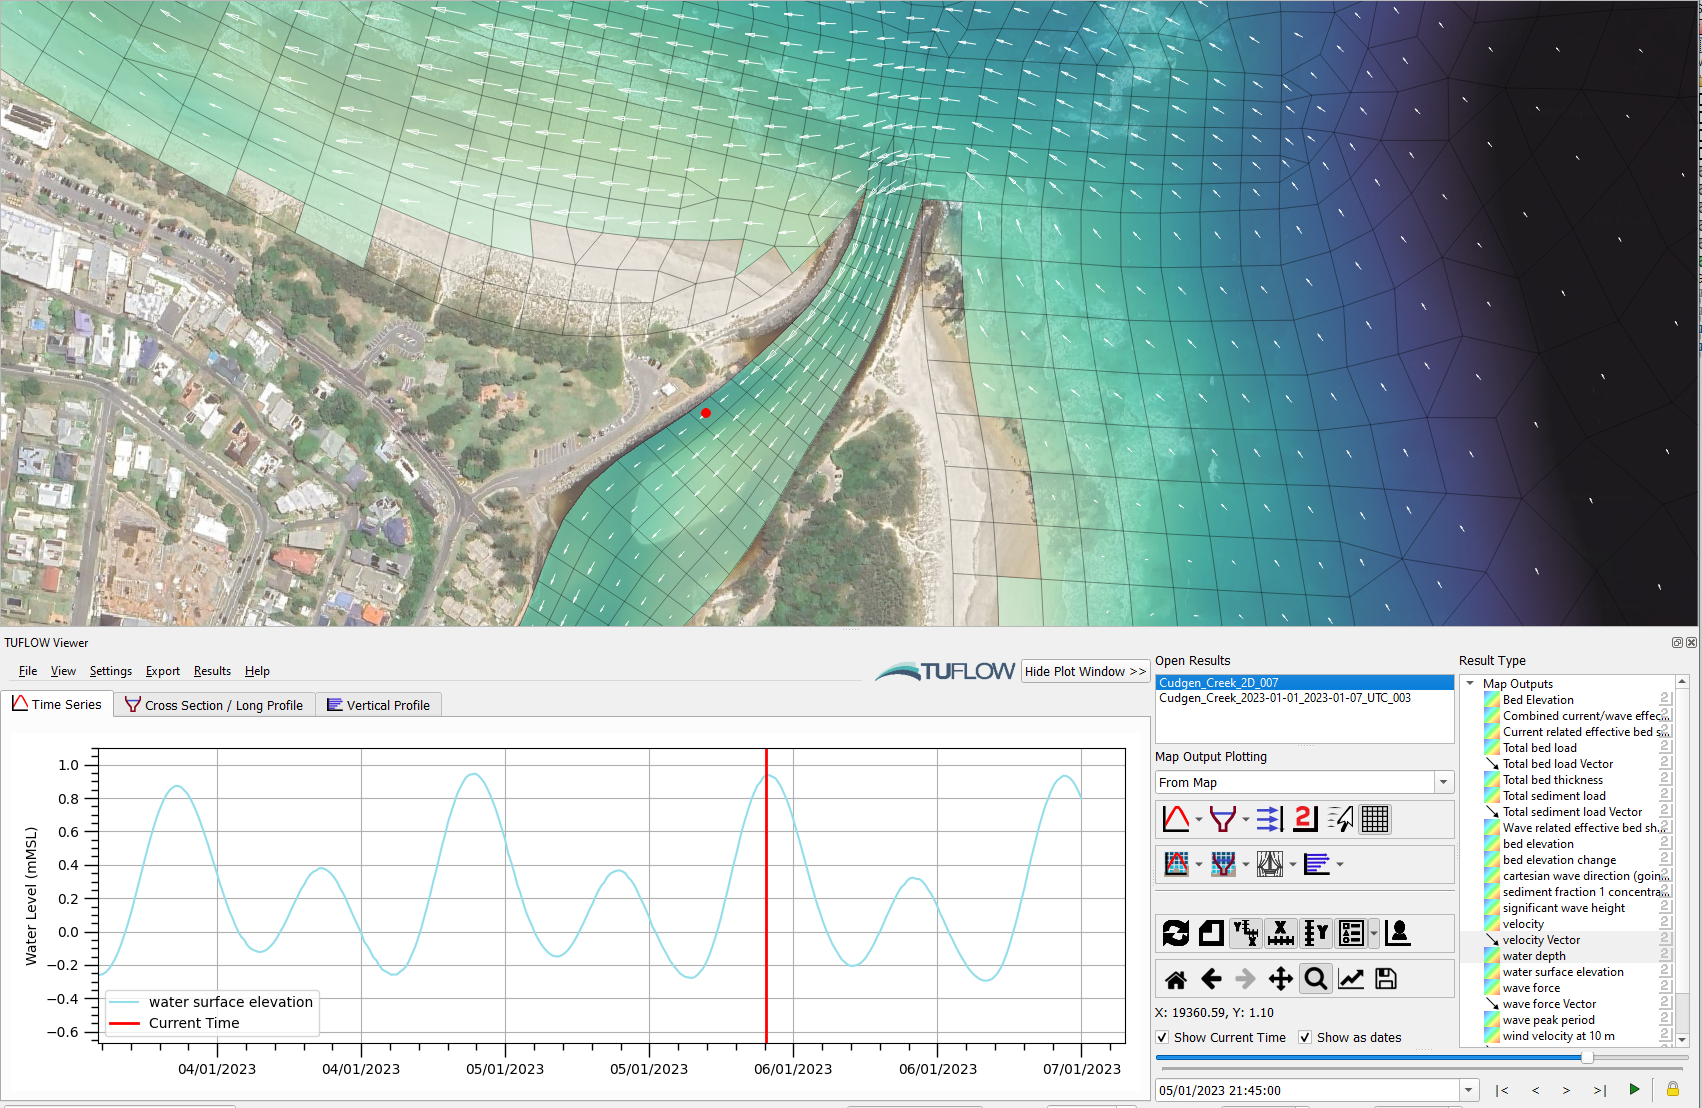 TUFLOW Viewer
File View Settings Export Results Help
TUFLOW
Hide Plot Window >>
Time Series
Cross Section / Long Profile
Vertical Profile
Water Level (mMSL)
1.0
0.8
0.6
0.4
0.2
0.0
−0.2
−0.4
−0.6
water surface elevation
Current Time
04/01/2023 04/01/2023 05/01/2023 05/01/2023 06/01/2023 06/01/2023 07/01/2023
Open Results
Cudgen_Creek_2D_007
Cudgen_Creek_2023-01-01_2023-01-07_UTC_003
Map Output Plotting
From Map
X: 19360.59, Y: 1.10
Show Current Time
Show as dates
05/01/2023 21:45:00
|< < > >|
Result Type
Map Outputs
Bed Elevation
Combined current/wave effec...
Current related effective bed s...
Total bed load
Total bed load Vector
Total bed thickness
Total sediment load
Total sediment load Vector
Wave related effective bed sh...
bed elevation
bed elevation change
cartesian wave direction (goin...
sediment fraction 1 concentra...
significant wave height
velocity
velocity Vector
water depth
water surface elevation
wave force
wave force Vector
wave peak period
wind velocity at 10 m